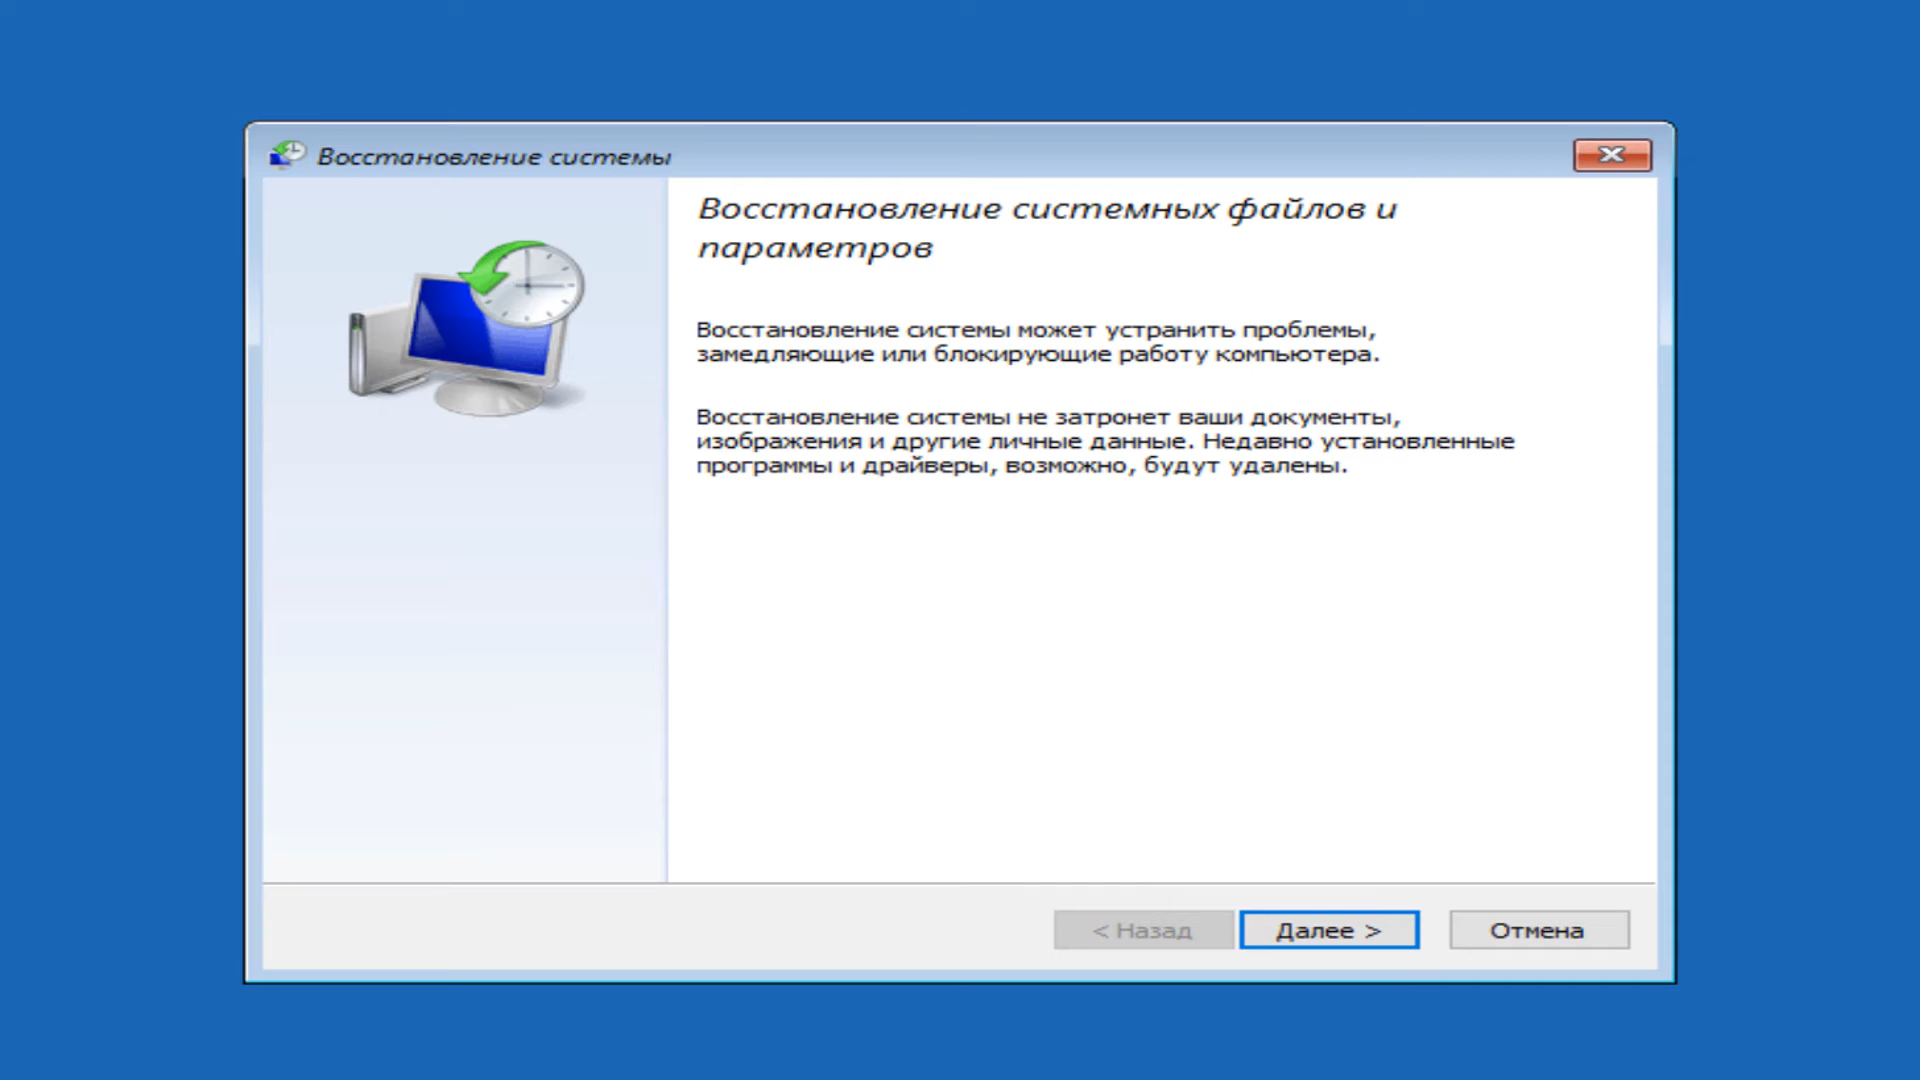 Восстановление системы
Восстановление системных файлов и
параметров
Восстановление системы может устранить проблемы,
замедляющие или блокирующие работу компьютера.
Восстановление системы не затронет ваши документы,
изображения и другие личные данные. Недавно установленные
программы и драйверы, возможно, будут удалены.
< Назад
Далее >
Отмена